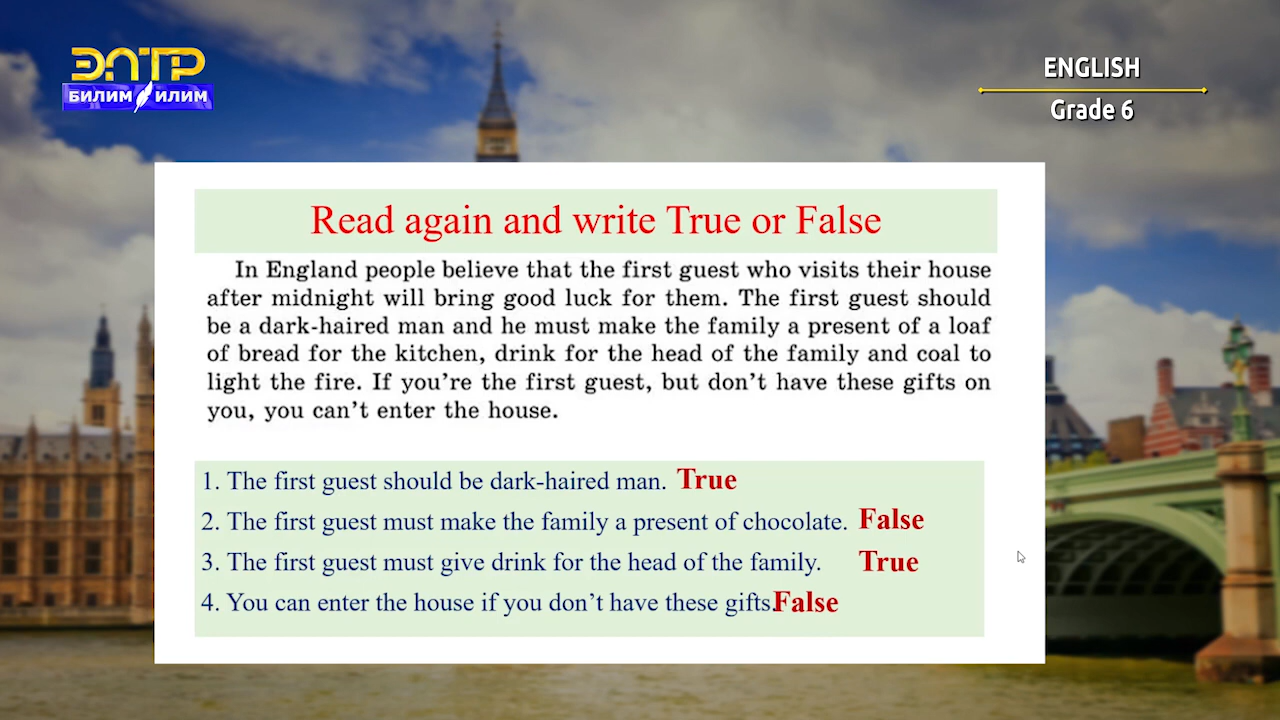 ЭЛТР
БИЛИМ ИЛИМ
ENGLISH
Grade 6
Read again and write True or False
In England people believe that the first guest who visits their house
after midnight will bring good luck for them. The first guest should
be a dark-haired man and he must make the family a present of a loaf
of bread for the kitchen, drink for the head of the family and coal to
light the fire. If you're the first guest, but don't have these gifts on
you, you can't enter the house.
1. The first guest should be dark-haired man. True
2. The first guest must make the family a present of chocolate. False
3. The first guest must give drink for the head of the family. True
4. You can enter the house if you don't have these gifts. False